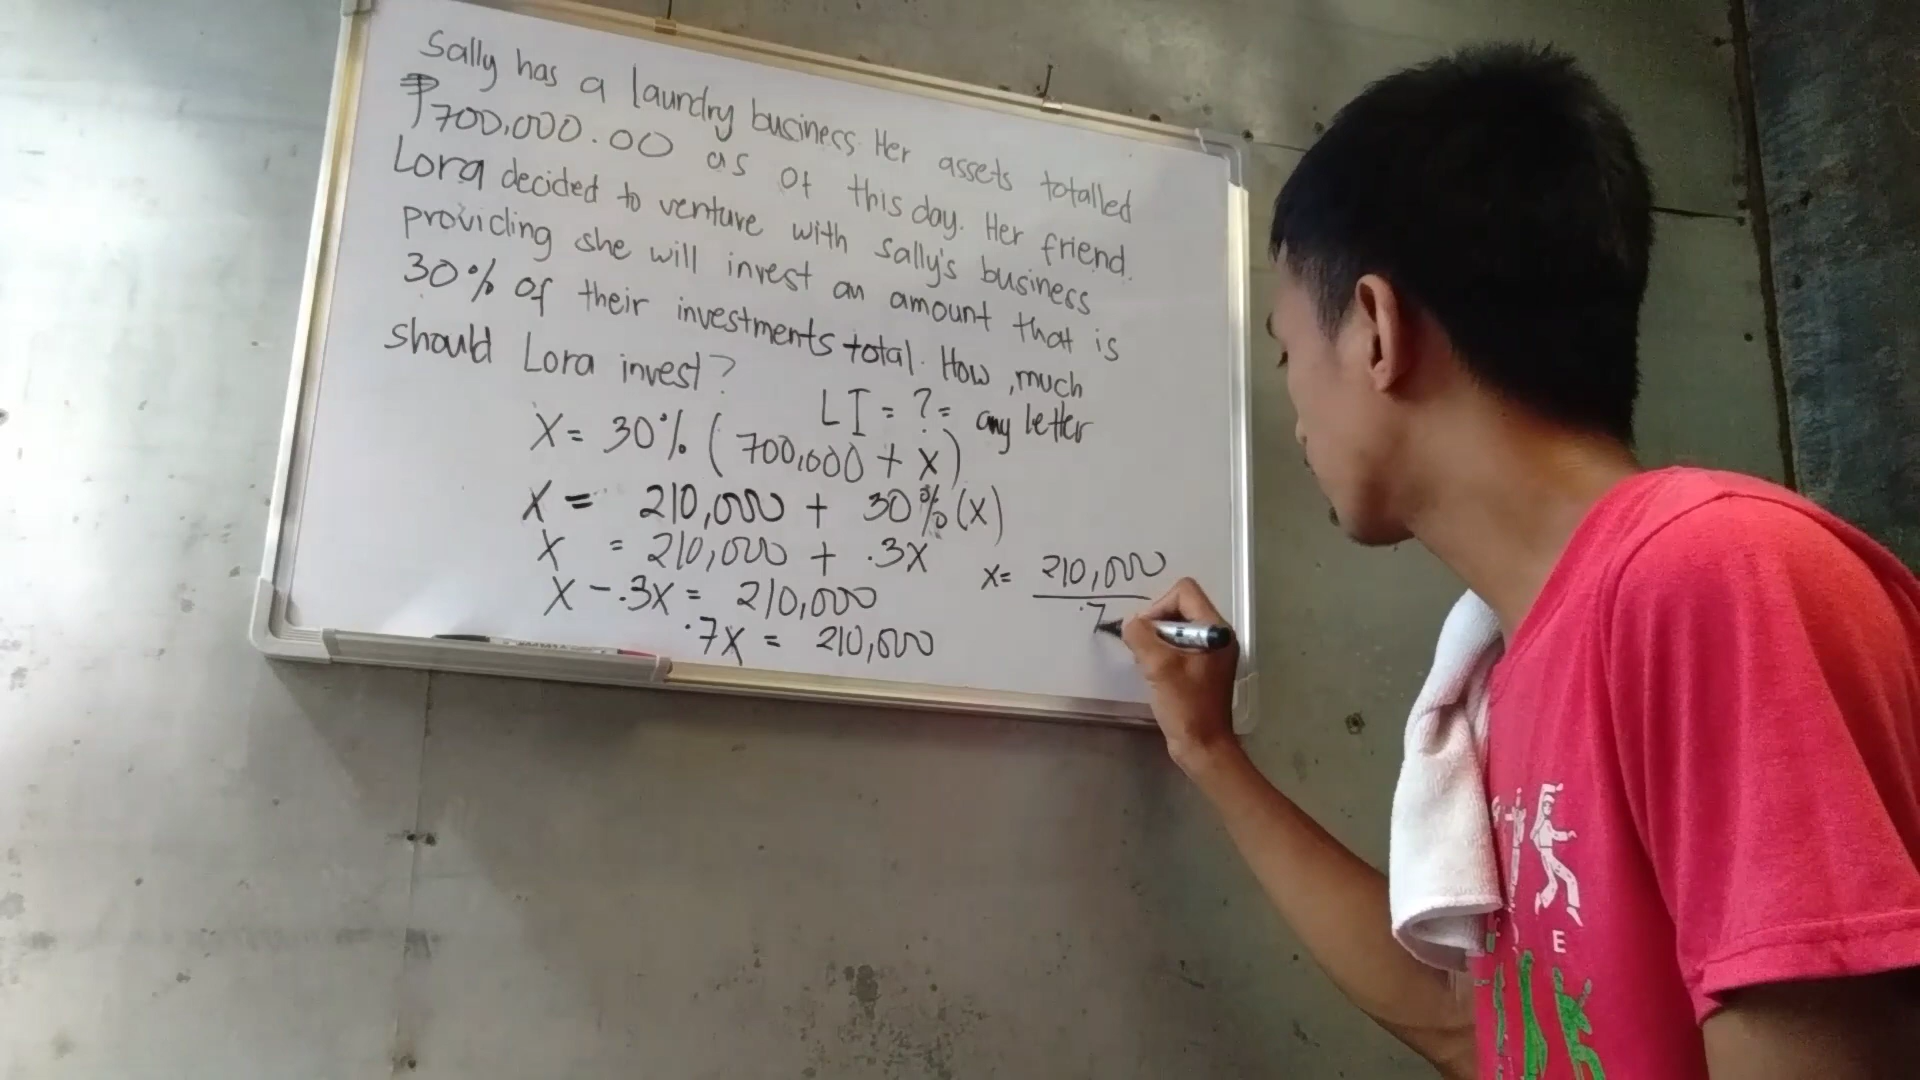 Sally has a laundry business. Her assets totalled
₱700,000.00 as of this day. Her friend.
Lora decided to venture with Sally's business
providing she will invest an amount that is
30% of their investments total. How much
should Lora invest?
LI = ? = any letter
X = 30% (700,000 + X)
X = 210,000 + 30% (X)
X = 210,000 + .3X
X - .3X = 210,000
.7X = 210,000
X= 210,000
.7
E